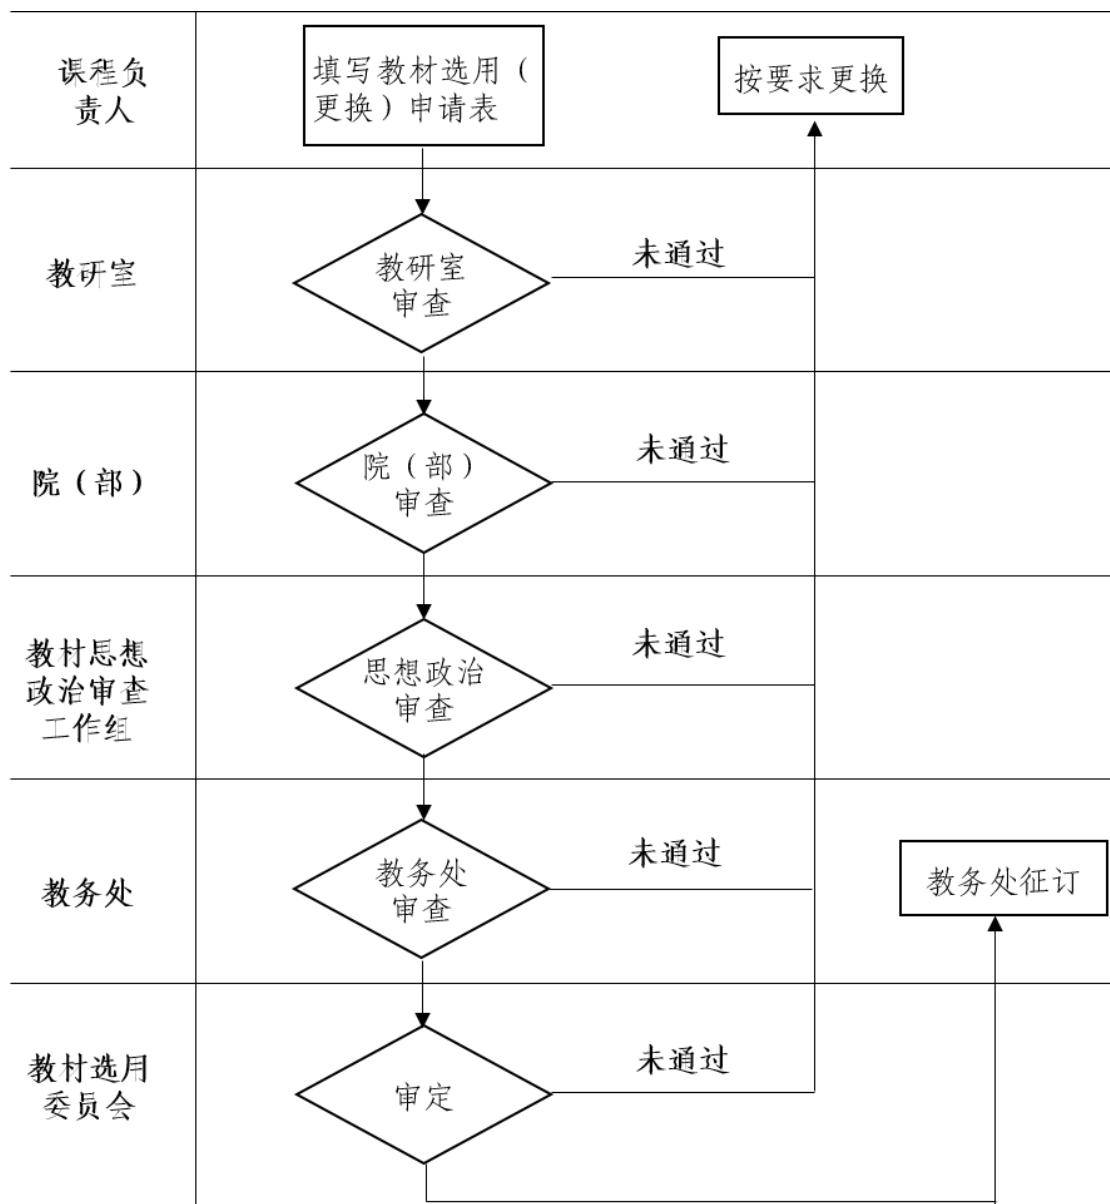 课程负
责人
填写教材选用（
更换）申请表
按要求更换
教研室
教研室
审查
未通过
院（部）
院（部）
审查
未通过
教材思想
政治审查
工作组
思想政治
审查
未通过
教务处
教务处
审查
未通过
教务处征订
教材选用
委员会
审定
未通过